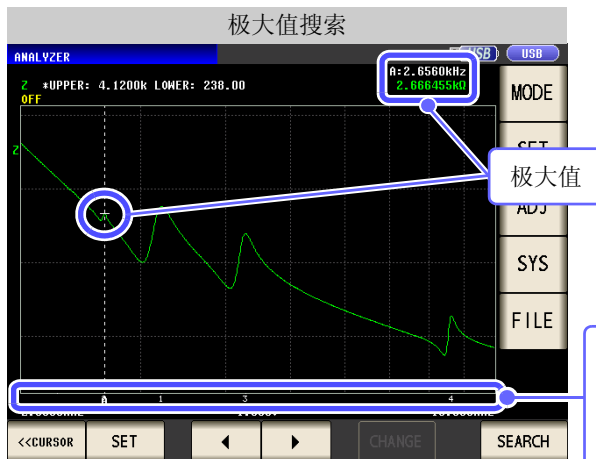 极大值搜索
ANALYZER
USB
Z *UPPER: 4.1200k LOWER: 238.00
OFF
A:2.6560kHz
2.666455kΩ
MODE
Z
极大值
ADJ
SYS
FILE
A 1 3 4
<<CURSOR SET CHANGE SEARCH